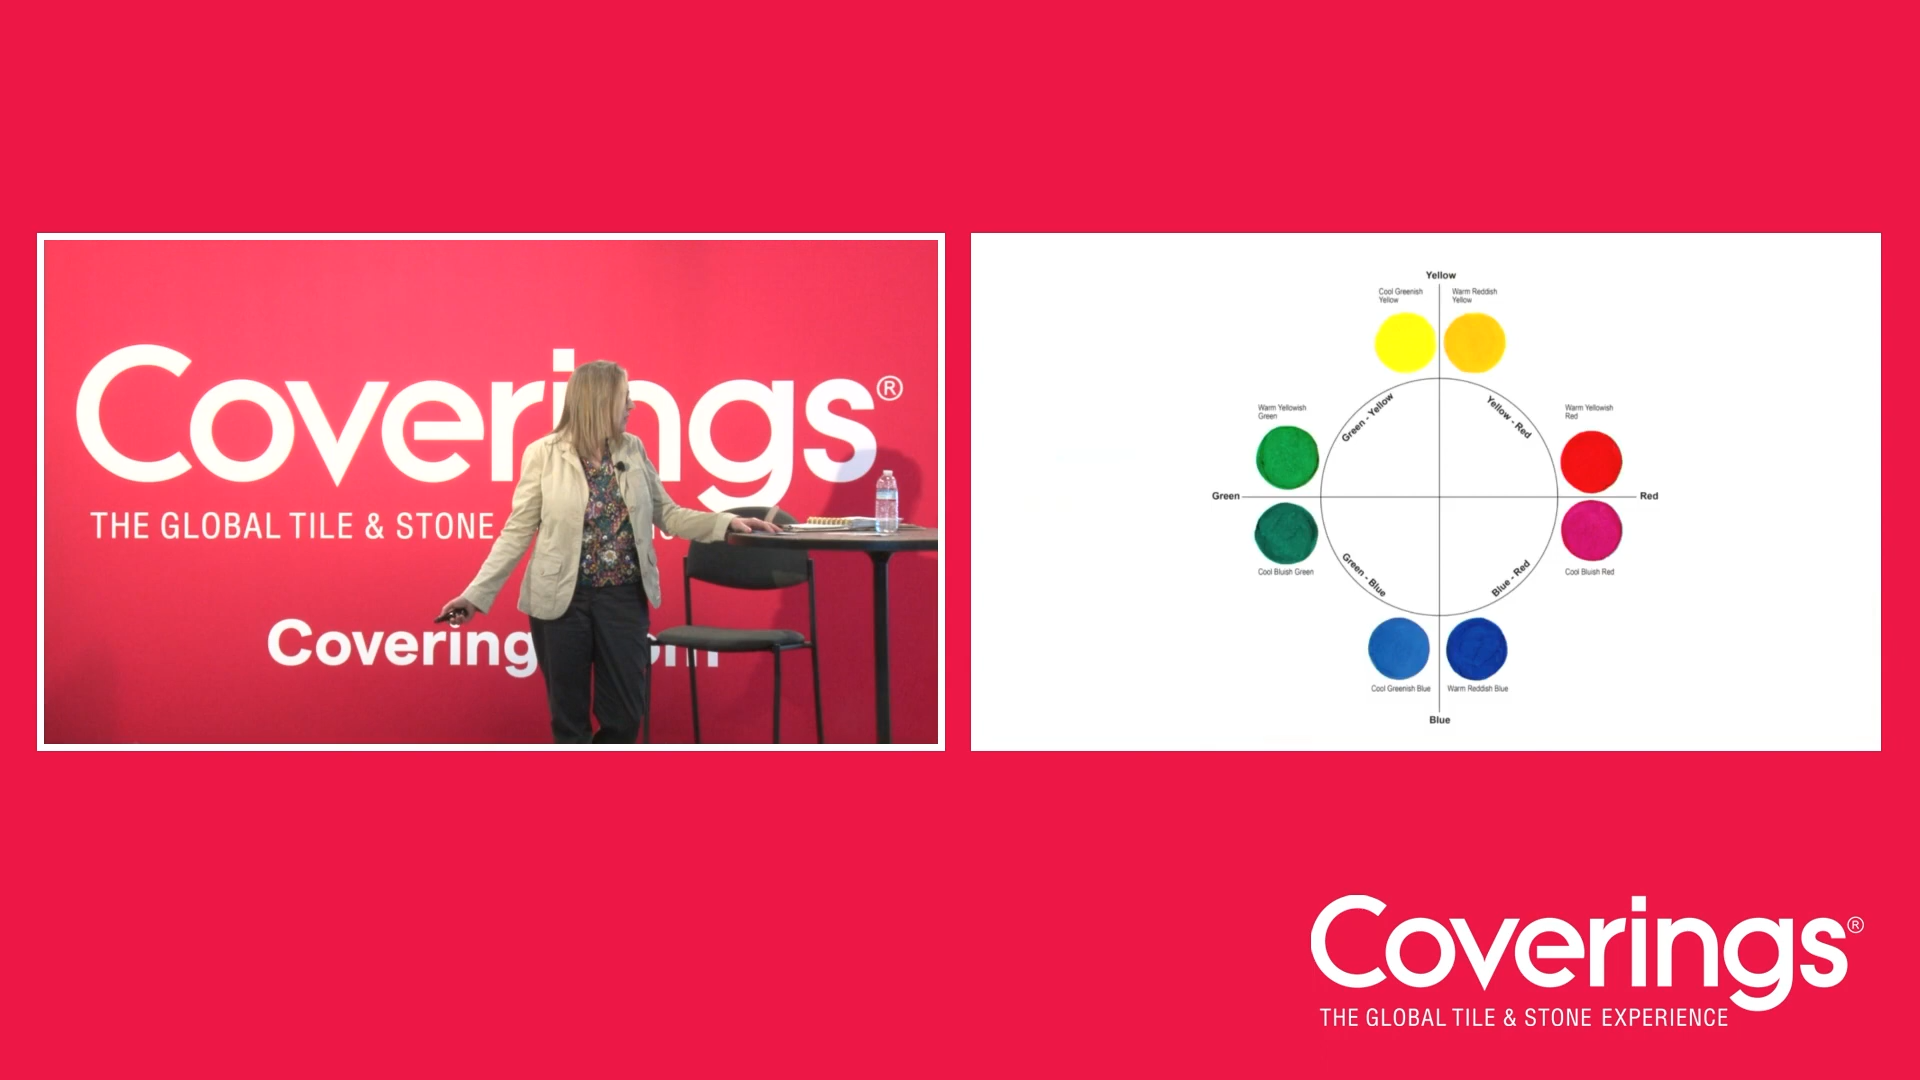 Coverings®
THE GLOBAL TILE & STONE
Covering
Yellow
Cool Greenish
Yellow
Warm Reddish
Yellow
Warm Yellowish
Green
Green - Yellow
Yellow - Red
Warm Yellowish
Red
Green
Red
Cool Bluish Green
Green - Blue
Blue - Red
Cool Bluish Red
Cool Greenish Blue
Warm Reddish Blue
Blue
Coverings®
THE GLOBAL TILE & STONE EXPERIENCE